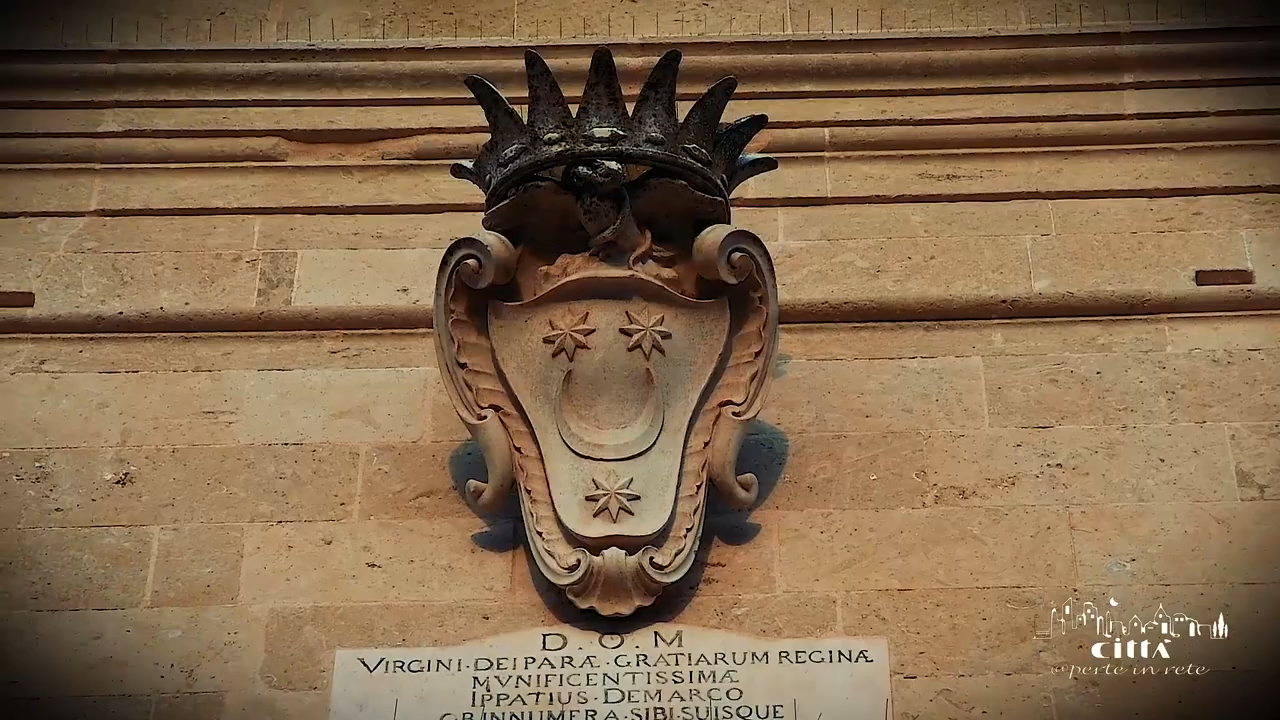 D. O. M
VIRGINI·DEIPARÆ·GRATIARUM REGINÆ
MVNIFICENTISSIMÆ
IPPATIUS·DEMARCO
OB INNUMERA·SIBI·SUISQUE
CITTÀ
aperte in rete